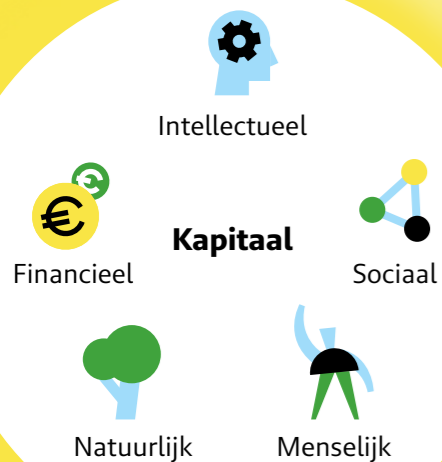 Intellectueel
Kapitaal
Financieel
Sociaal
Natuurlijk
Menselijk